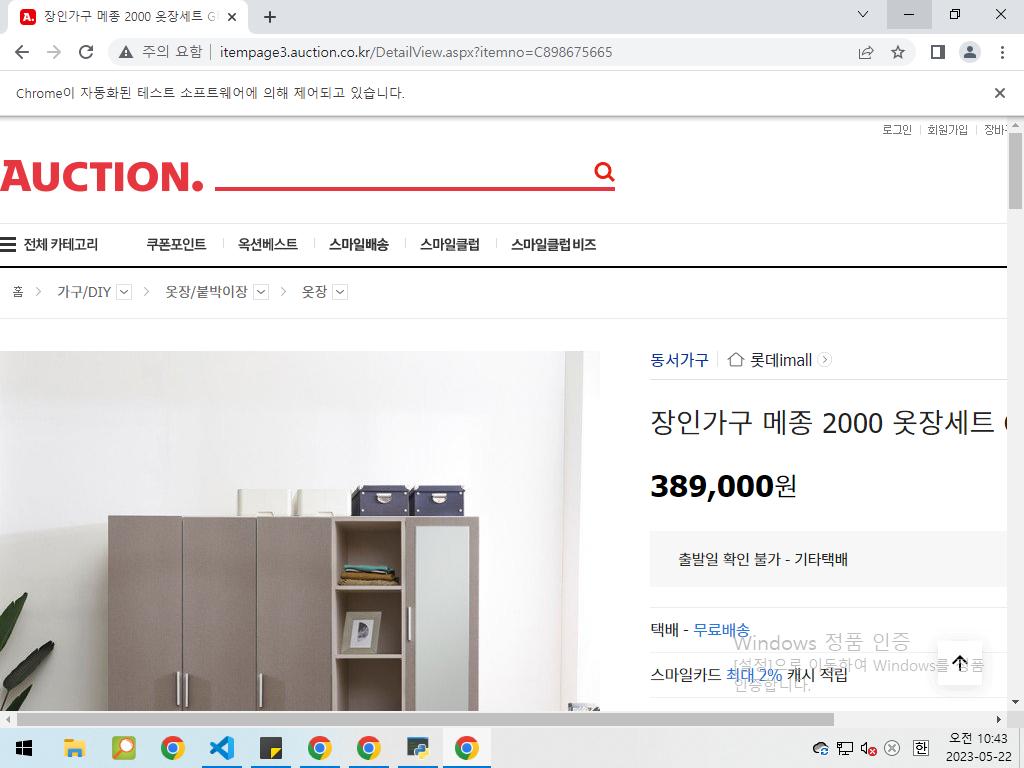 장인가구 메종 2000 옷장세트
주의 요함 itempage3.auction.co.kr/DetailView.aspx?itemno=C898675665
Chrome이 자동화된 테스트 소프트웨어에 의해 제어되고 있습니다.
로그인 회원가입
AUCTION.
전체 카테고리 쿠폰포인트 옥션베스트 스마일배송 스마일클럽 스마일클럽 비즈
홈 가구/DIY 옷장/붙박이장 옷장
동서가구 롯데imall
장인가구 메종 2000 옷장세트
389,000원
출발일 확인 불가 - 기타택배
택배 - 무료배송
Windows 정품 인증
[설정]으로 이동하여 Windows를 정품
인증합니다.
스마일카드 최대 2% 캐시 적립
한
오전 10:43
2023-05-22